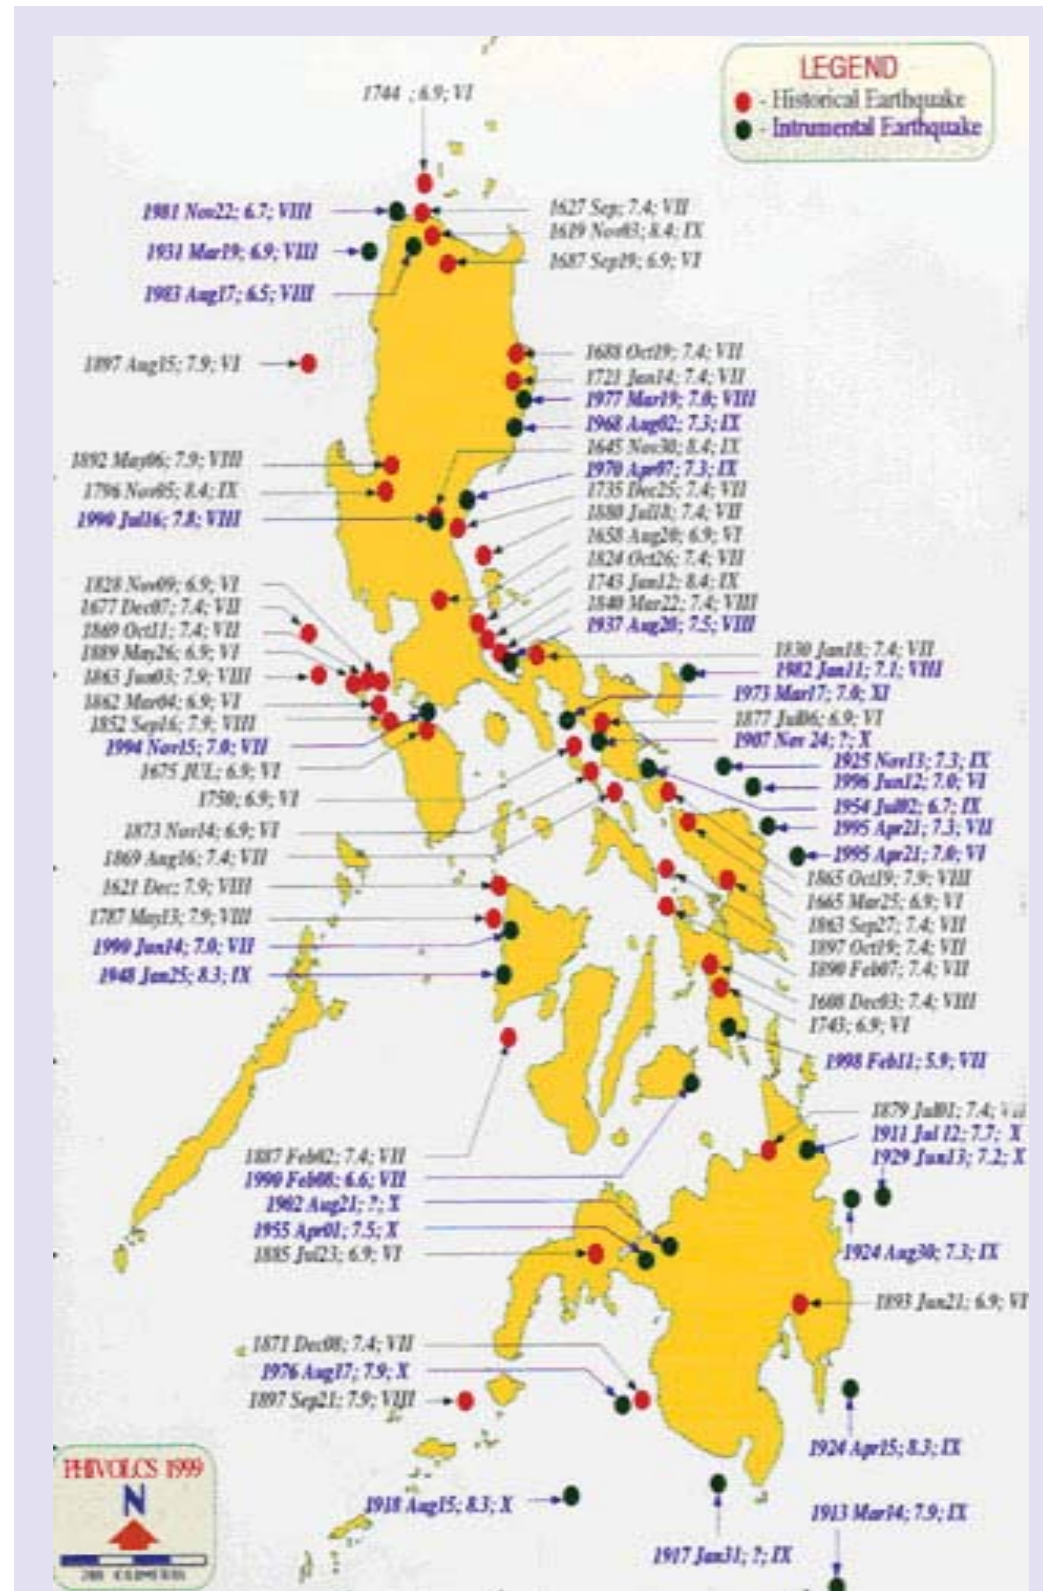 LEGEND
- Historical Earthquake
- Intrumental Earthquake
1744 ; 6.9; VI
1981 Nov22; 6.7; VIII
1931 Mar19; 6.9; VIII
1983 Aug17; 6.5; VIII
1627 Sep; 7.4; VII
1619 Nov03; 8.4; IX
1687 Sep19; 6.9; VI
1897 Aug15; 7.9; VI
1688 Oct19; 7.4; VII
1721 Jan14; 7.4; VII
1977 Mar19; 7.0; VIII
1968 Aug02; 7.3; IX
1645 Nov30; 8.4; IX
1970 Apr07; 7.3; IX
1735 Dec25; 7.4; VII
1880 Jul18; 7.4; VII
1658 Aug20; 6.9; VI
1824 Oct26; 7.4; VII
1743 Jan12; 8.4; IX
1840 Mar22; 7.4; VIII
1937 Aug20; 7.5; VIII
1892 May06; 7.9; VIII
1796 Nov05; 8.4; IX
1990 Jul16; 7.8; VIII
1828 Nov09; 6.9; VI
1677 Dec07; 7.4; VII
1869 Oct11; 7.4; VII
1889 May26; 6.9; VI
1863 Jun03; 7.9; VIII
1862 Mar04; 6.9; VI
1852 Sep16; 7.9; VIII
1994 Nov15; 7.0; VII
1675 JUL; 6.9; VI
1750; 6.9; VI
1873 Nov14; 6.9; VI
1869 Aug16; 7.4; VII
1621 Dec; 7.9; VIII
1787 May13; 7.9; VIII
1990 Jun14; 7.0; VII
1948 Jan25; 8.3; IX
1830 Jan18; 7.4; VII
1982 Jan11; 7.1; VIII
1973 Mar17; 7.0; XI
1877 Jul06; 6.9; VI
1907 Nov 24; ?; X
1925 Nov13; 7.3; IX
1996 Jun12; 7.0; VI
1954 Jul02; 6.7; IX
1995 Apr21; 7.3; VII
1995 Apr21; 7.0; VI
1865 Oct19; 7.9; VIII
1665 Mar25; 6.9; VI
1863 Sep27; 7.4; VII
1897 Oct19; 7.4; VII
1890 Feb07; 7.4; VII
1608 Dec03; 7.4; VIII
1743; 6.9; VI
1998 Feb11; 5.9; VII
1879 Jul01; 7.4;
1911 Jul 12; 7.7; X
1929 Jun13; 7.2; X
1887 Feb02; 7.4; VII
1990 Feb08; 6.6; VII
1902 Aug21; ?; X
1955 Apr01; 7.5; X
1885 Jul23; 6.9; VI
1924 Aug30; 7.3; IX
1893 Jun21; 6.9; VI
1871 Dec08; 7.4; VII
1976 Aug17; 7.9; X
1897 Sep21; 7.9; VIII
1924 Apr15; 8.3; IX
1918 Aug15; 8.3; X
1913 Mar14; 7.9; IX
1917 Jan31; ?; IX
PHIVOLCS 1999
N